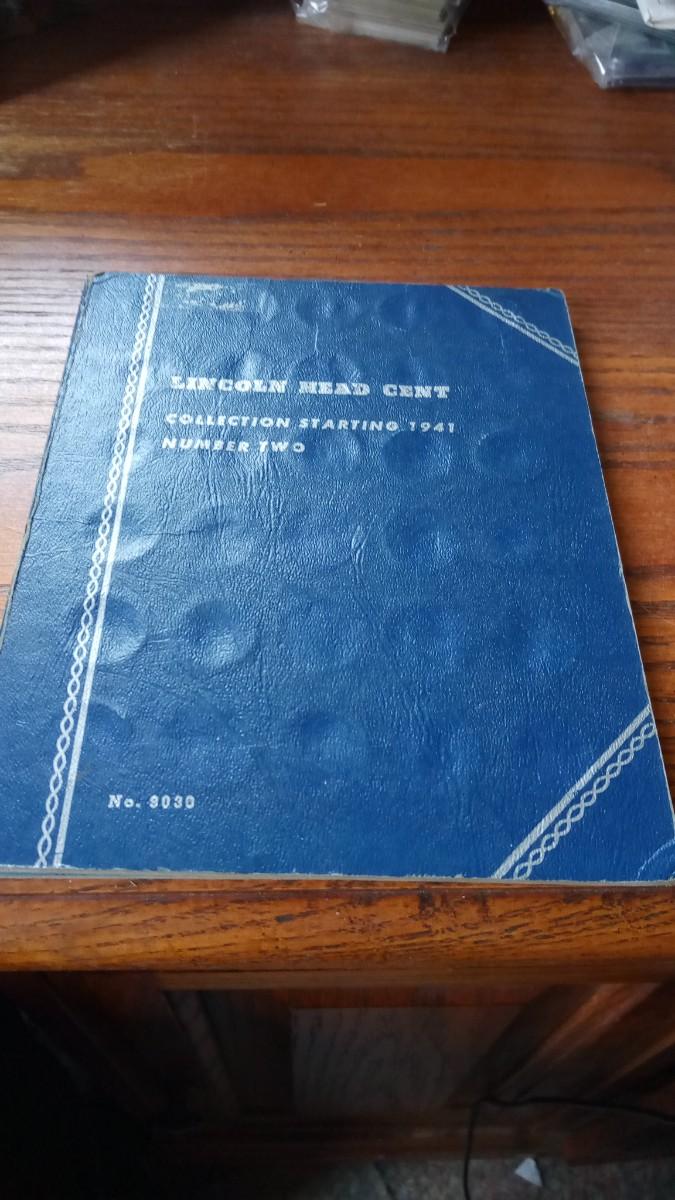 LINCOLN HEAD CENT
COLLECTION STARTING 1941
NUMBER TWO
No. 9030